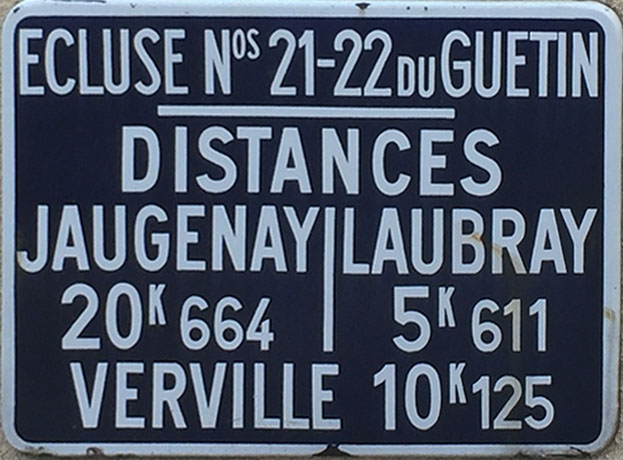 ECLUSE Nos 21-22 DU GUETIN
DISTANCES
JAUGENAY LAUBRAY
20K 664 5K 611
VERVILLE 10K 125